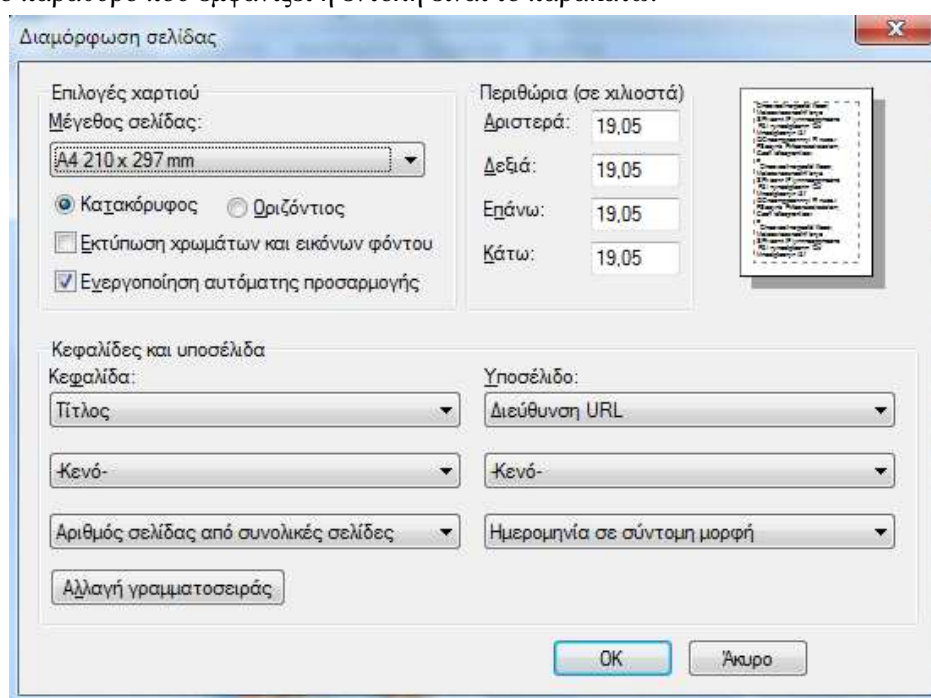 Διαμόρφωση σελίδας
Επιλογές χαρτιού
Μέγεθος σελίδας:
A4 210 x 297 mm
Κατακόρυφος Οριζόντιος
Εκτύπωση χρωμάτων και εικόνων φόντου
Ενεργοποίηση αυτόματης προσαρμογής
Περιθώρια (σε χιλιοστά)
Αριστερά: 19,05
Δεξιά: 19,05
Επάνω: 19,05
Κάτω: 19,05
Κεφαλίδες και υποσέλιδα
Κεφαλίδα: Υποσέλιδο:
Τίτλος Διεύθυνση URL
-Κενό- -Κενό-
Αριθμός σελίδας από συνολικές σελίδες Ημερομηνία σε σύντομη μορφή
Αλλαγή γραμματοσειράς
OK Άκυρο